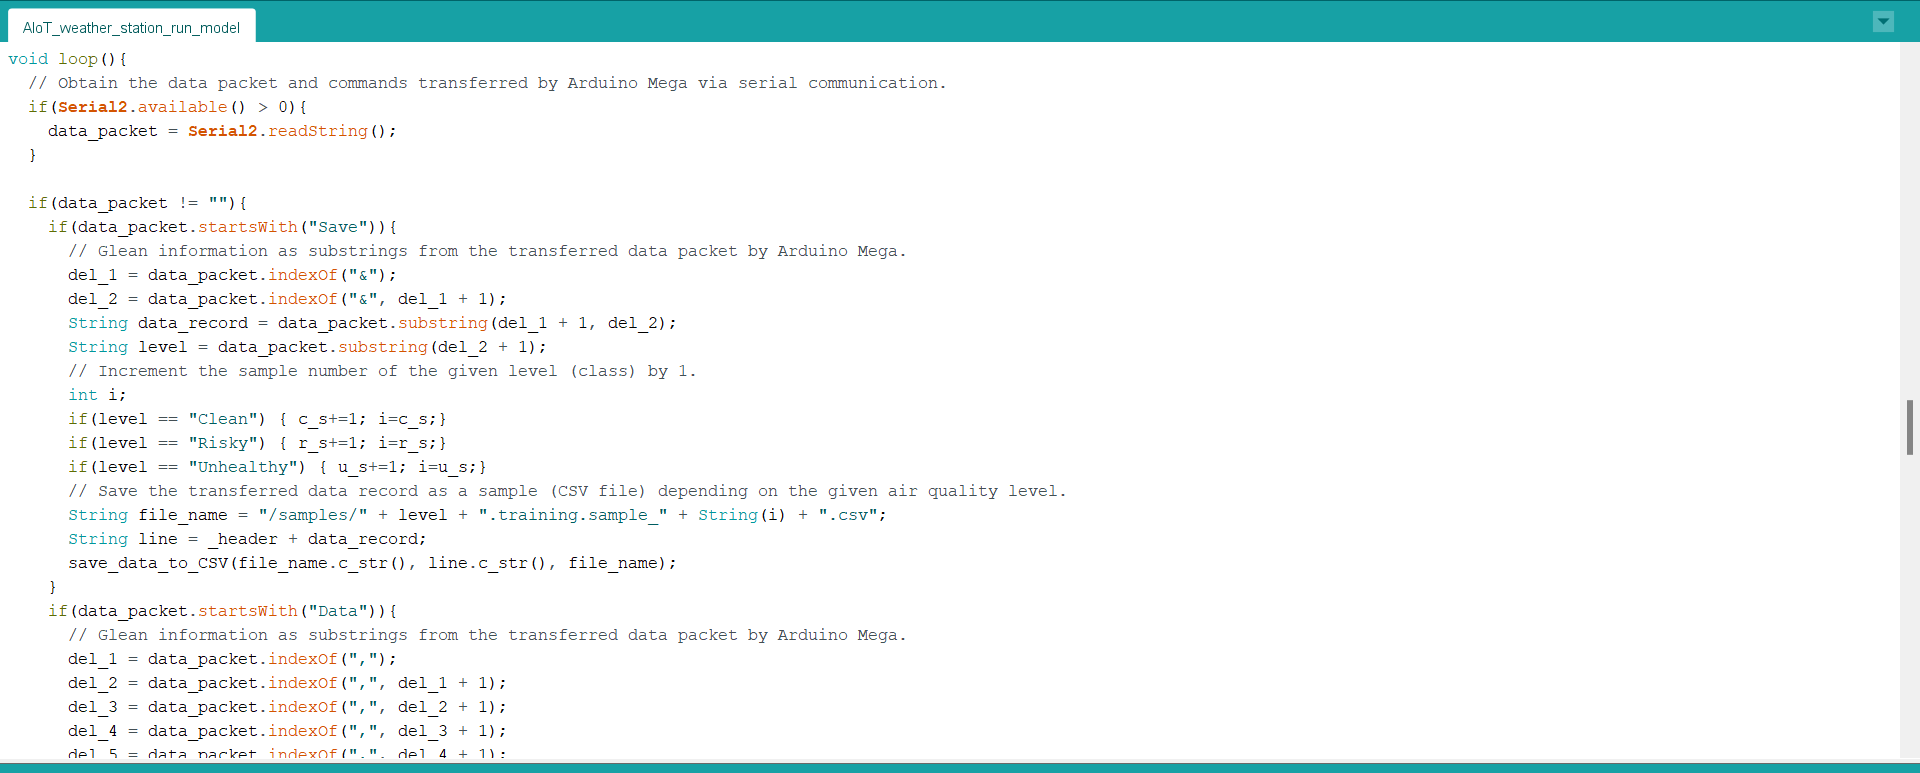 AIoT_weather_station_run_model
void loop(){
  // Obtain the data packet and commands transferred by Arduino Mega via serial communication.
  if(Serial2.available() > 0){
    data_packet = Serial2.readString();
  }
  if(data_packet != ""){
    if(data_packet.startsWith("Save")){
      // Glean information as substrings from the transferred data packet by Arduino Mega.
      del_1 = data_packet.indexOf("&");
      del_2 = data_packet.indexOf("&", del_1 + 1);
      String data_record = data_packet.substring(del_1 + 1, del_2);
      String level = data_packet.substring(del_2 + 1);
      // Increment the sample number of the given level (class) by 1.
      int i;
      if(level == "Clean") { c_s+=1; i=c_s;}
      if(level == "Risky") { r_s+=1; i=r_s;}
      if(level == "Unhealthy") { u_s+=1; i=u_s;}
      // Save the transferred data record as a sample (CSV file) depending on the given air quality level.
      String file_name = "/samples/" + level + ".training.sample_" + String(i) + ".csv";
      String line = _header + data_record;
      save_data_to_CSV(file_name.c_str(), line.c_str(), file_name);
    }
    if(data_packet.startsWith("Data")){
      // Glean information as substrings from the transferred data packet by Arduino Mega.
      del_1 = data_packet.indexOf(",");
      del_2 = data_packet.indexOf(",", del_1 + 1);
      del_3 = data_packet.indexOf(",", del_2 + 1);
      del_4 = data_packet.indexOf(",", del_3 + 1);
      del_5 = data_packet.indexOf(",", del_4 + 1);